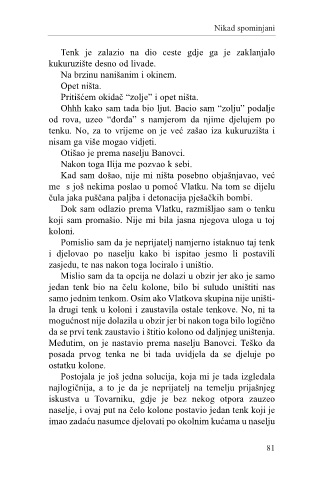 Nikad spominjani
Tenk je zalazio na dio ceste gdje ga je zaklanjalo
kukuruzište desno od livade.
Na brzinu nanišanim i okinem.
Opet ništa.
Pritišćem okidač “zolje” i opet ništa.
Ohhh kako sam tada bio ljut. Bacio sam “zolju” podalje
od rova, uzeo “đorđa” s namjerom da njime djelujem po
tenku. No, za to vrijeme on je već zašao iza kukuruzišta i
nisam ga više mogao vidjeti.
Otišao je prema naselju Banovci.
Nakon toga Ilija me pozvao k sebi.
Kad sam došao, nije mi ništa posebno objašnjavao, već
me s još nekima poslao u pomoć Vlatku. Na tom se dijelu
čula jaka puščana paljba i detonacija pješačkih bombi.
Dok sam odlazio prema Vlatku, razmišljao sam o tenku
koji sam promašio. Nije mi bila jasna njegova uloga u toj
koloni.
Pomislio sam da je neprijatelj namjerno istaknuo taj tenk
i djelovao po naselju kako bi ispitao jesmo li postavili
zasjedu, te nas nakon toga locirao i uništio.
Mislio sam da ta opcija ne dolazi u obzir jer ako je samo
jedan tenk bio na čelu kolone, bilo bi suludo uništiti nas
samo jednim tenkom. Osim ako Vlatkova skupina nije uništi-
la drugi tenk u koloni i zaustavila ostale tenkove. No, ni ta
mogućnost nije dolazila u obzir jer bi nakon toga bilo logično
da se prvi tenk zaustavio i štitio kolonu od daljnjeg uništenja.
Međutim, on je nastavio prema naselju Banovci. Teško da
posada prvog tenka ne bi tada uvidjela da se djeluje po
ostatku kolone.
Postojala je još jedna solucija, koja mi je tada izgledala
najlogičnija, a to je da je neprijatelj na temelju prijašnjeg
iskustva u Tovarniku, gdje je bez nekog otpora zauzeo
naselje, i ovaj put na čelo kolone postavio jedan tenk koji je
imao zadaću nasumce djelovati po okolnim kućama u naselju
81